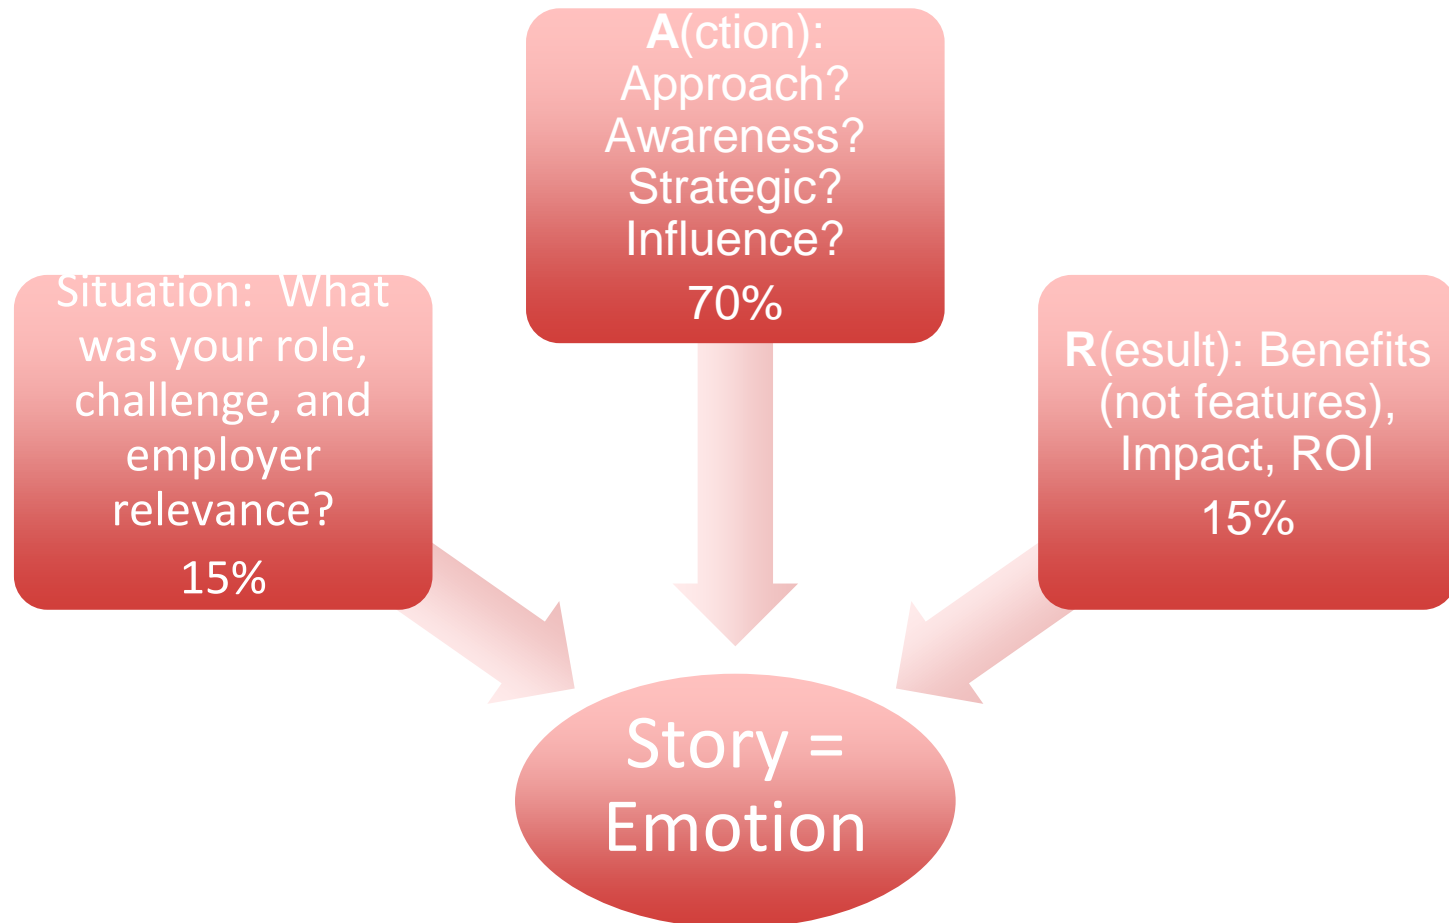 A(ction):
Approach?
Awareness?
Strategic?
Influence?
70%
Situation:  What
was your role,
challenge, and
employer
relevance?
15%
R(esult): Benefits
(not features),
Impact, ROI
15%
Story =
Emotion